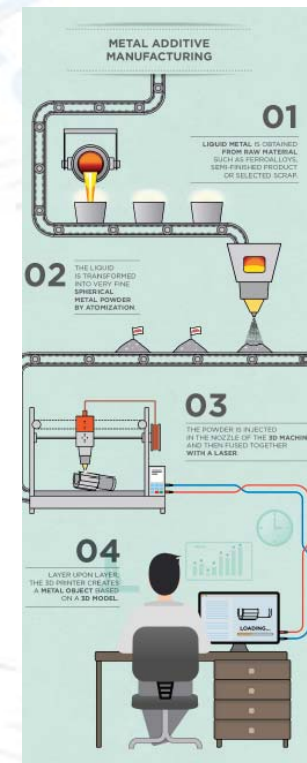 METAL ADDITIVE
MANUFACTURING
01
LIQUID METAL IS OBTAINED
FROM RAW MATERIAL
SUCH AS FERROALLOYS,
SEMI-FINISHED PRODUCT
OR SELECTED SCRAP.
02
THE LIQUID
IS TRANSFORMED
INTO VERY FINE
SPHERICAL
METAL POWDER
BY ATOMIZATION.
03
THE POWDER IS INJECTED
IN THE NOZZLE OF THE 3D MACHIN
AND THEN FUSED TOGETHER
WITH A LASER.
04
LAYER UPON LAYER,
THE 3D PRINTER CREATES
A METAL OBJECT BASED
ON A 3D MODEL.
LOADING...